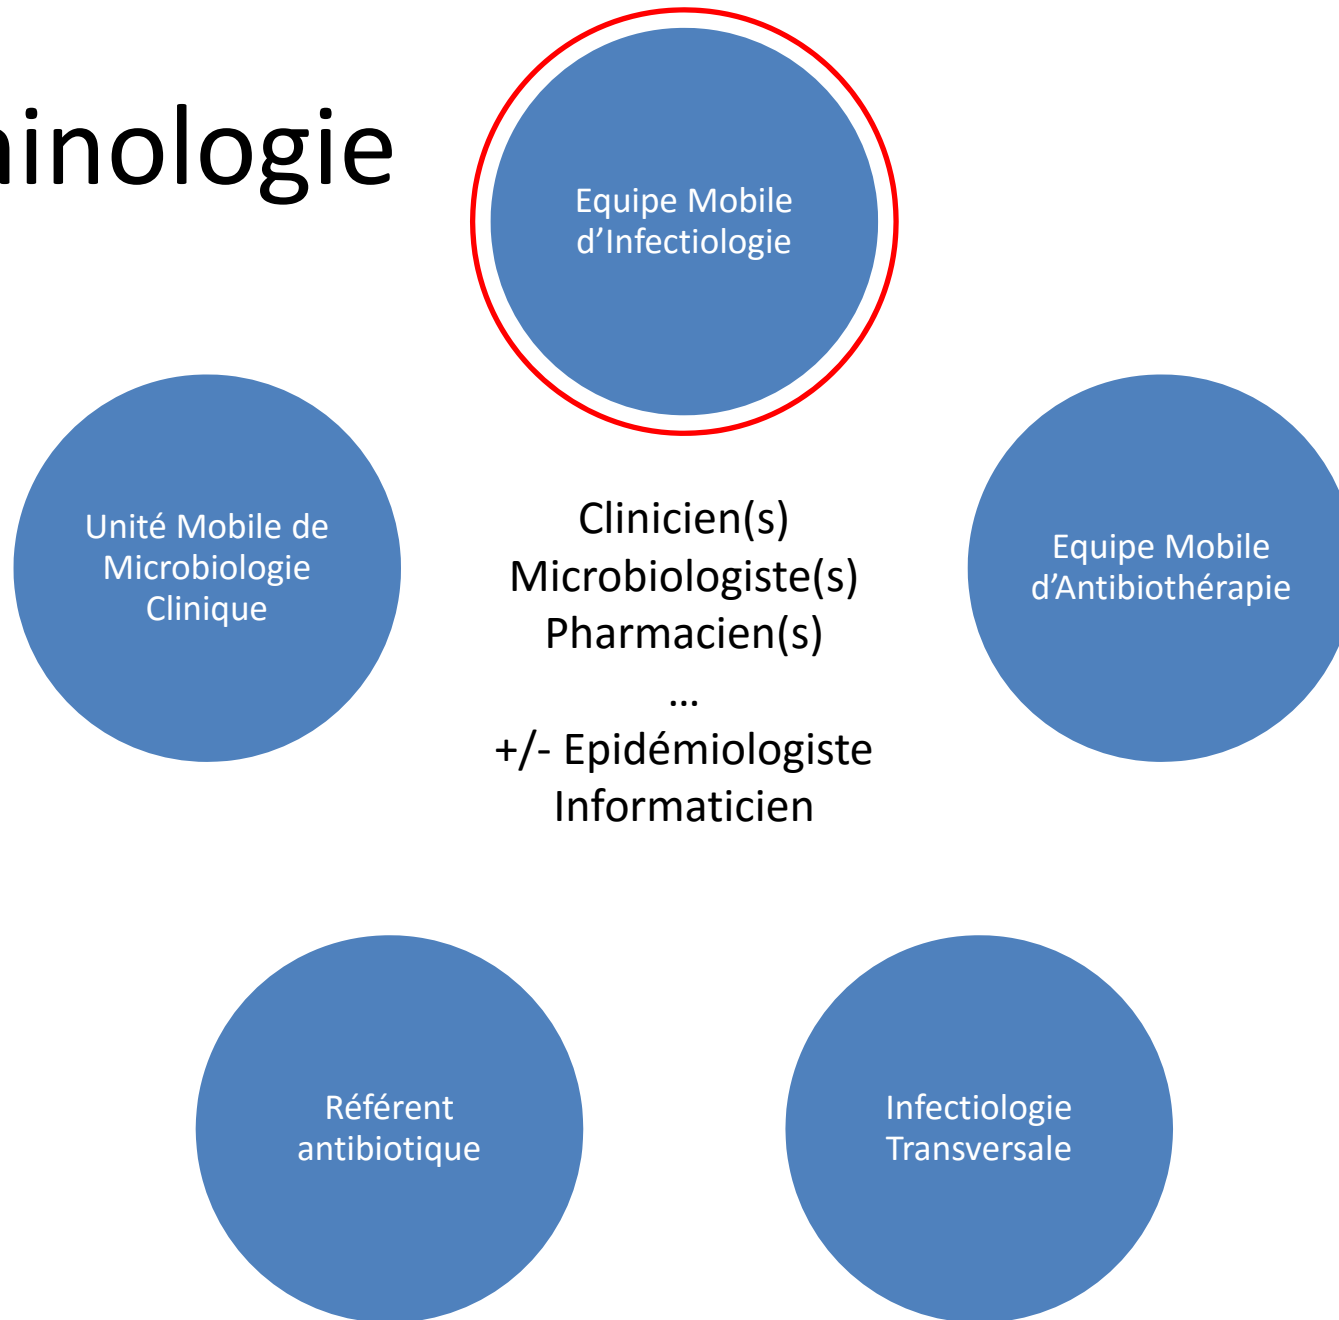 minologie
Equipe Mobile
d’Infectiologie
Unité Mobile de
Microbiologie
Clinique
Clinicien(s)
Microbiologiste(s)
Pharmacien(s)
...
+/- Epidémiologiste
Informaticien
Equipe Mobile
d’Antibiothérapie
Référent
antibiotique
Infectiologie
Transversale